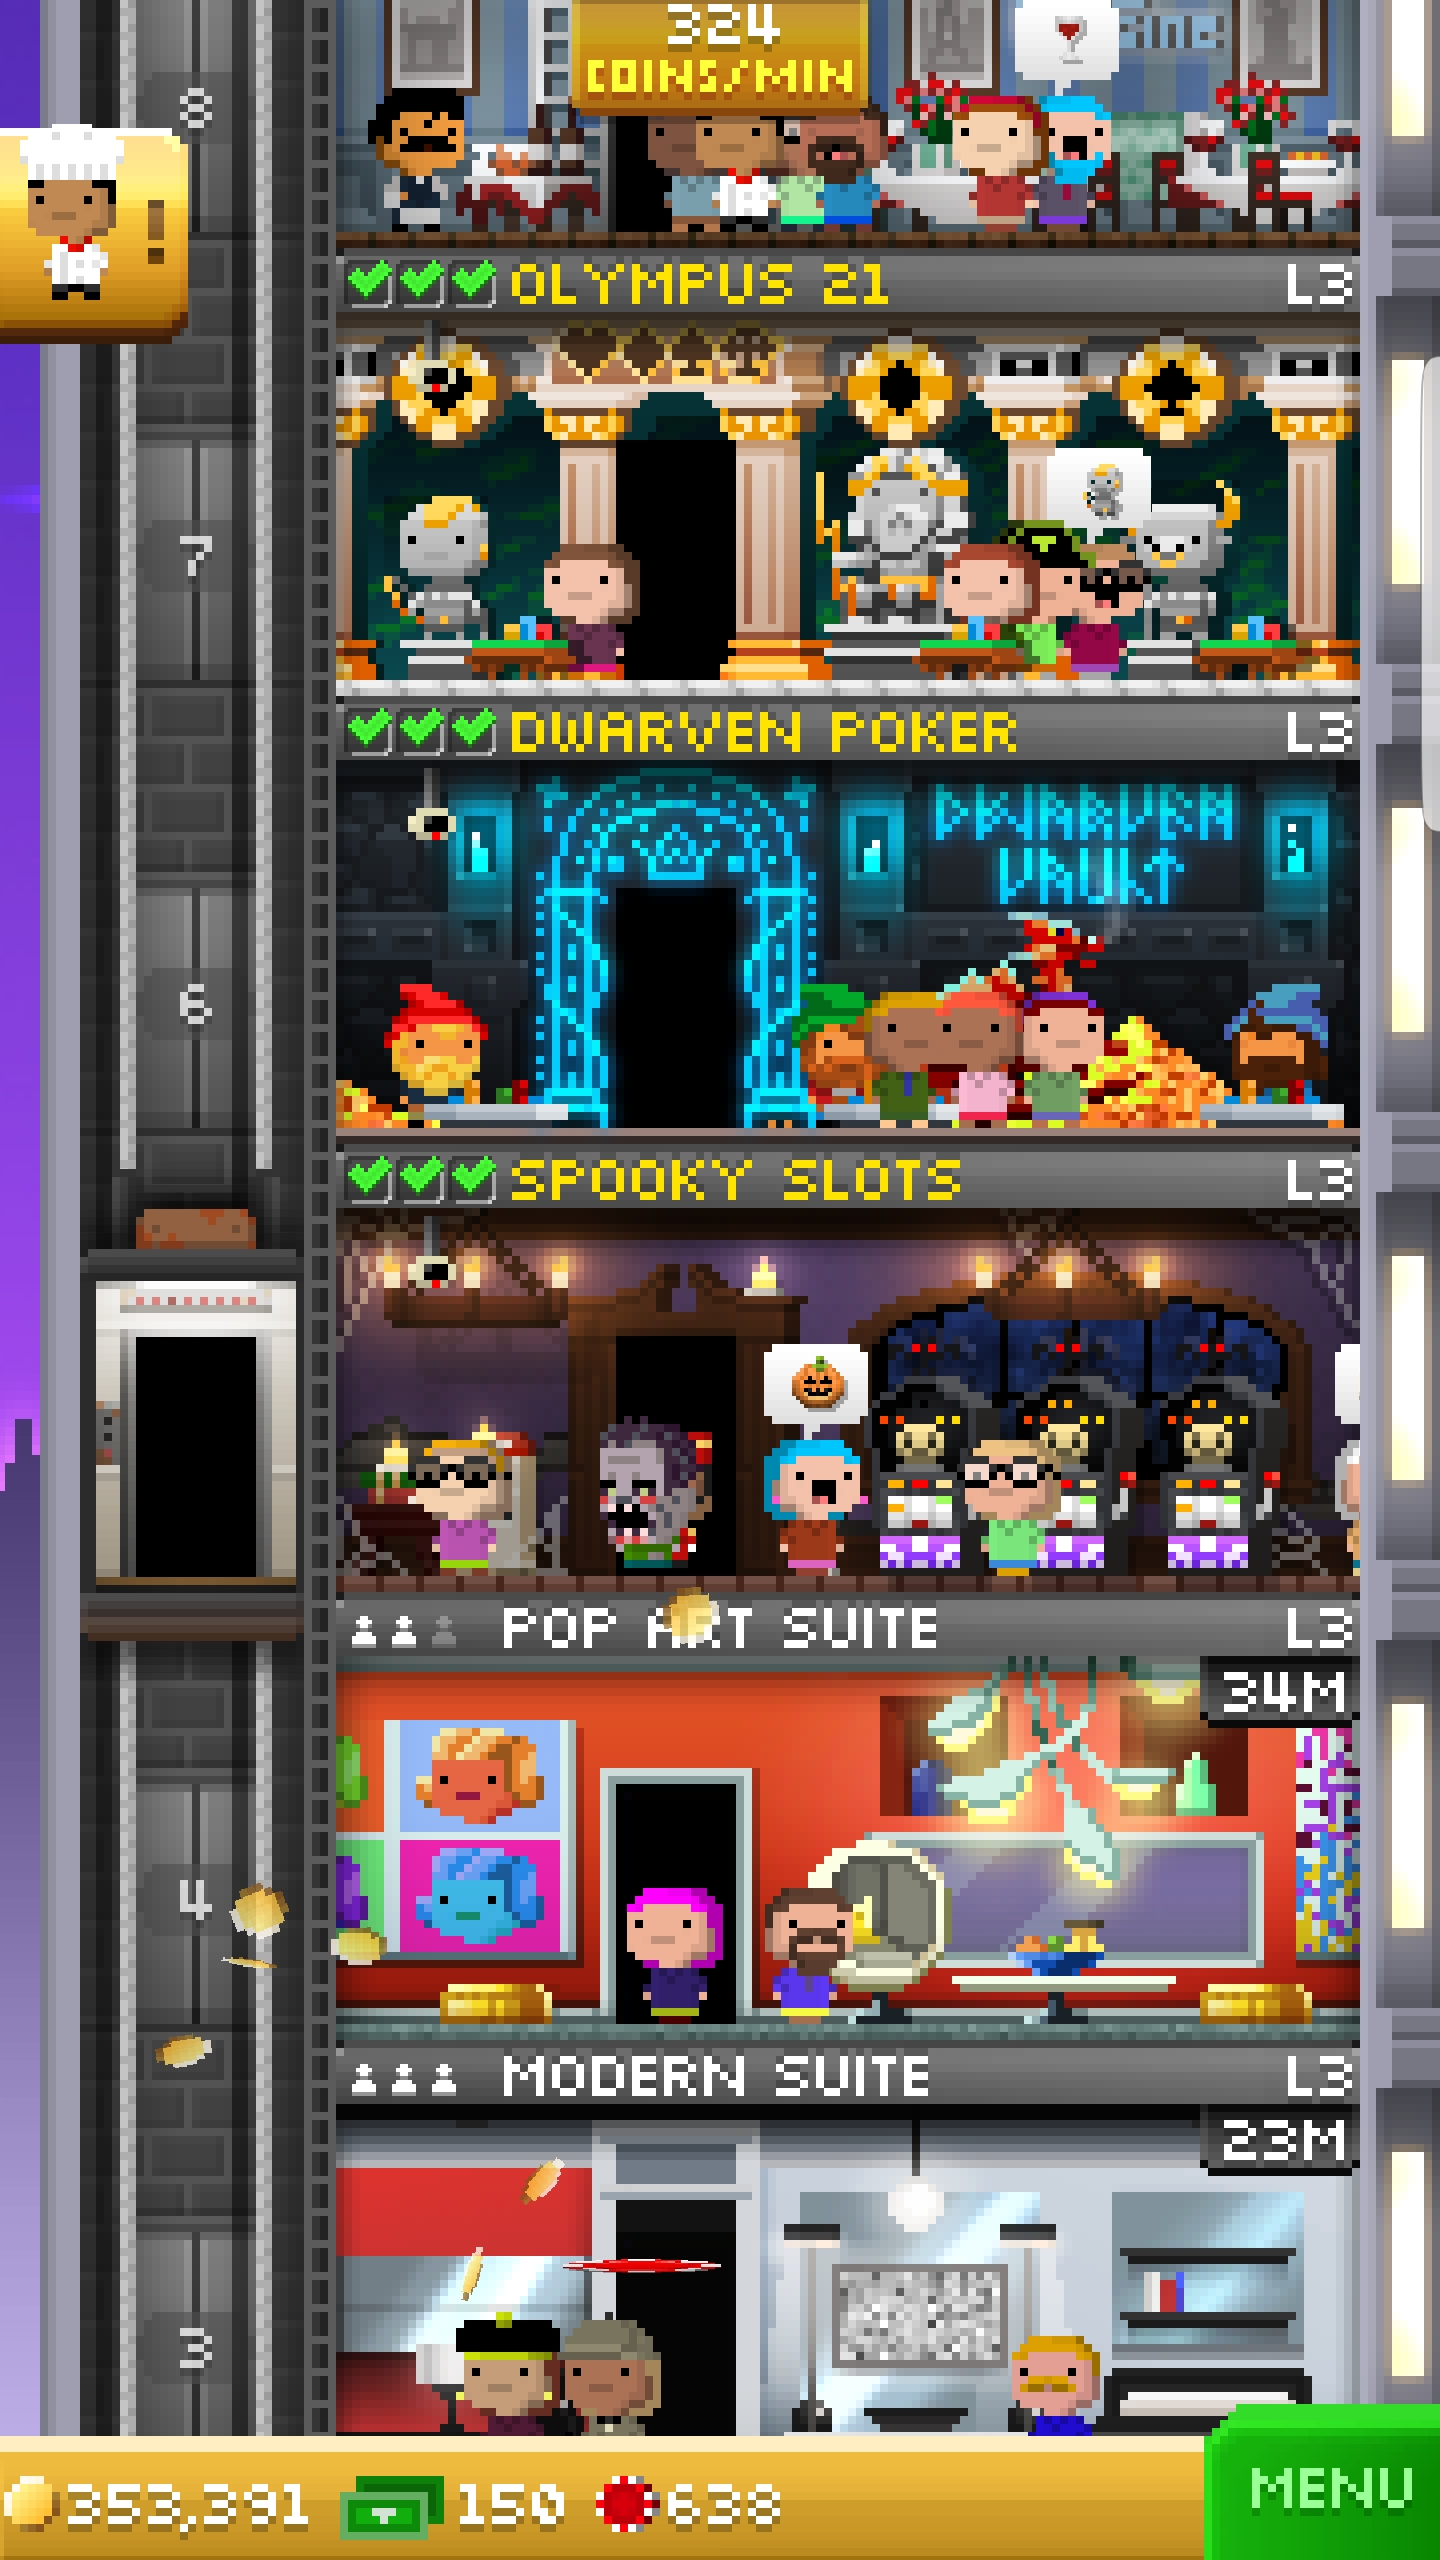 324
COINS/MIN
8
OLYMPUS 21
L3
7
DWARVEN POKER
L3
DWARVEN
VAULT
6
SPOOKY SLOTS
L3
POP ART SUITE
L3
34M
4
MODERN SUITE
L3
23M
3
353,391
150
638
MENU